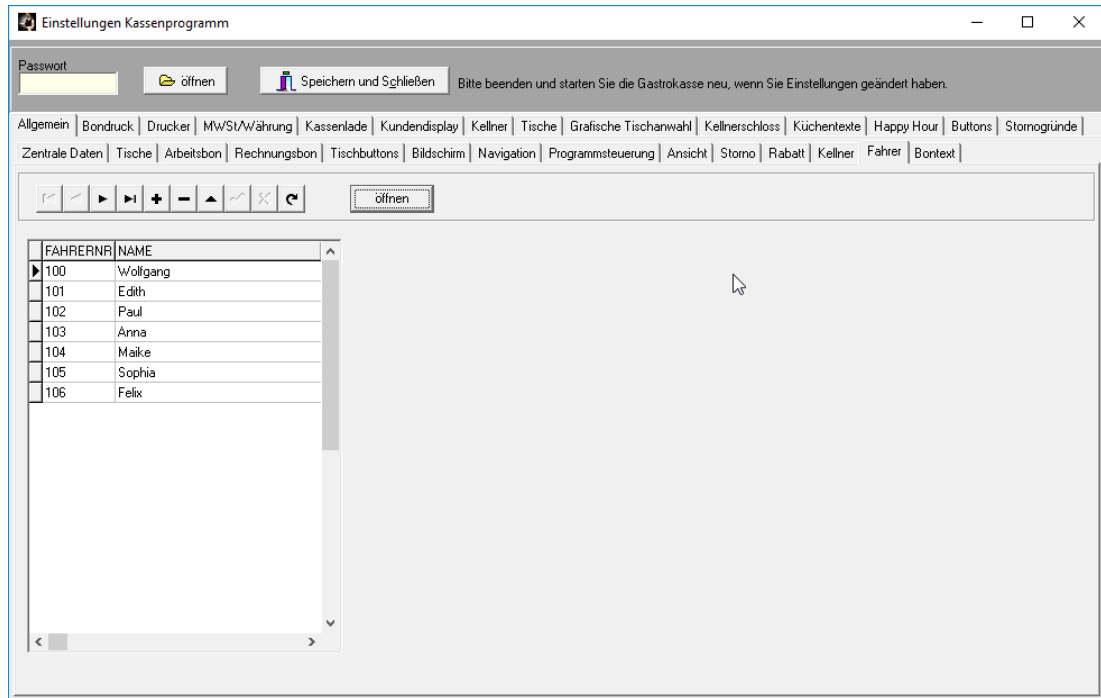 Einstellungen Kassenprogramm
Passwort
öffnen
Speichern und Schließen
Bitte beenden und starten Sie die Gastrokasse neu, wenn Sie Einstellungen geändert haben.
Allgemein Bondruck Drucker MWSt/Währung Kassenlade Kundendisplay Kellner Tische Grafische Tischanwahl Kellnerschloss Küchentexte Happy Hour Buttons Stornogründe
Zentrale Daten Tische Arbeitsbon Rechnungsbon Tischbuttons Bildschirm Navigation Programmsteuerung Ansicht Storno Rabatt Kellner Fahrer Bontext
öffnen
FAHRERNR NAME
100 Wolfgang
101 Edith
102 Paul
103 Anna
104 Maike
105 Sophia
106 Felix